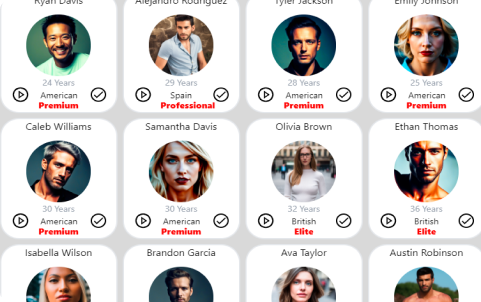 Ryan Davis
Alejandro Rodriguez
Tyler Jackson
Emily Johnson
24 Years
29 Years
28 Years
25 Years
American
Spain
American
American
Premium
Professional
Premium
Premium
Caleb Williams
Samantha Davis
Olivia Brown
Ethan Thomas
30 Years
30 Years
32 Years
36 Years
American
American
British
British
Premium
Premium
Elite
Elite
Isabella Wilson
Brandon Garcia
Ava Taylor
Austin Robinson